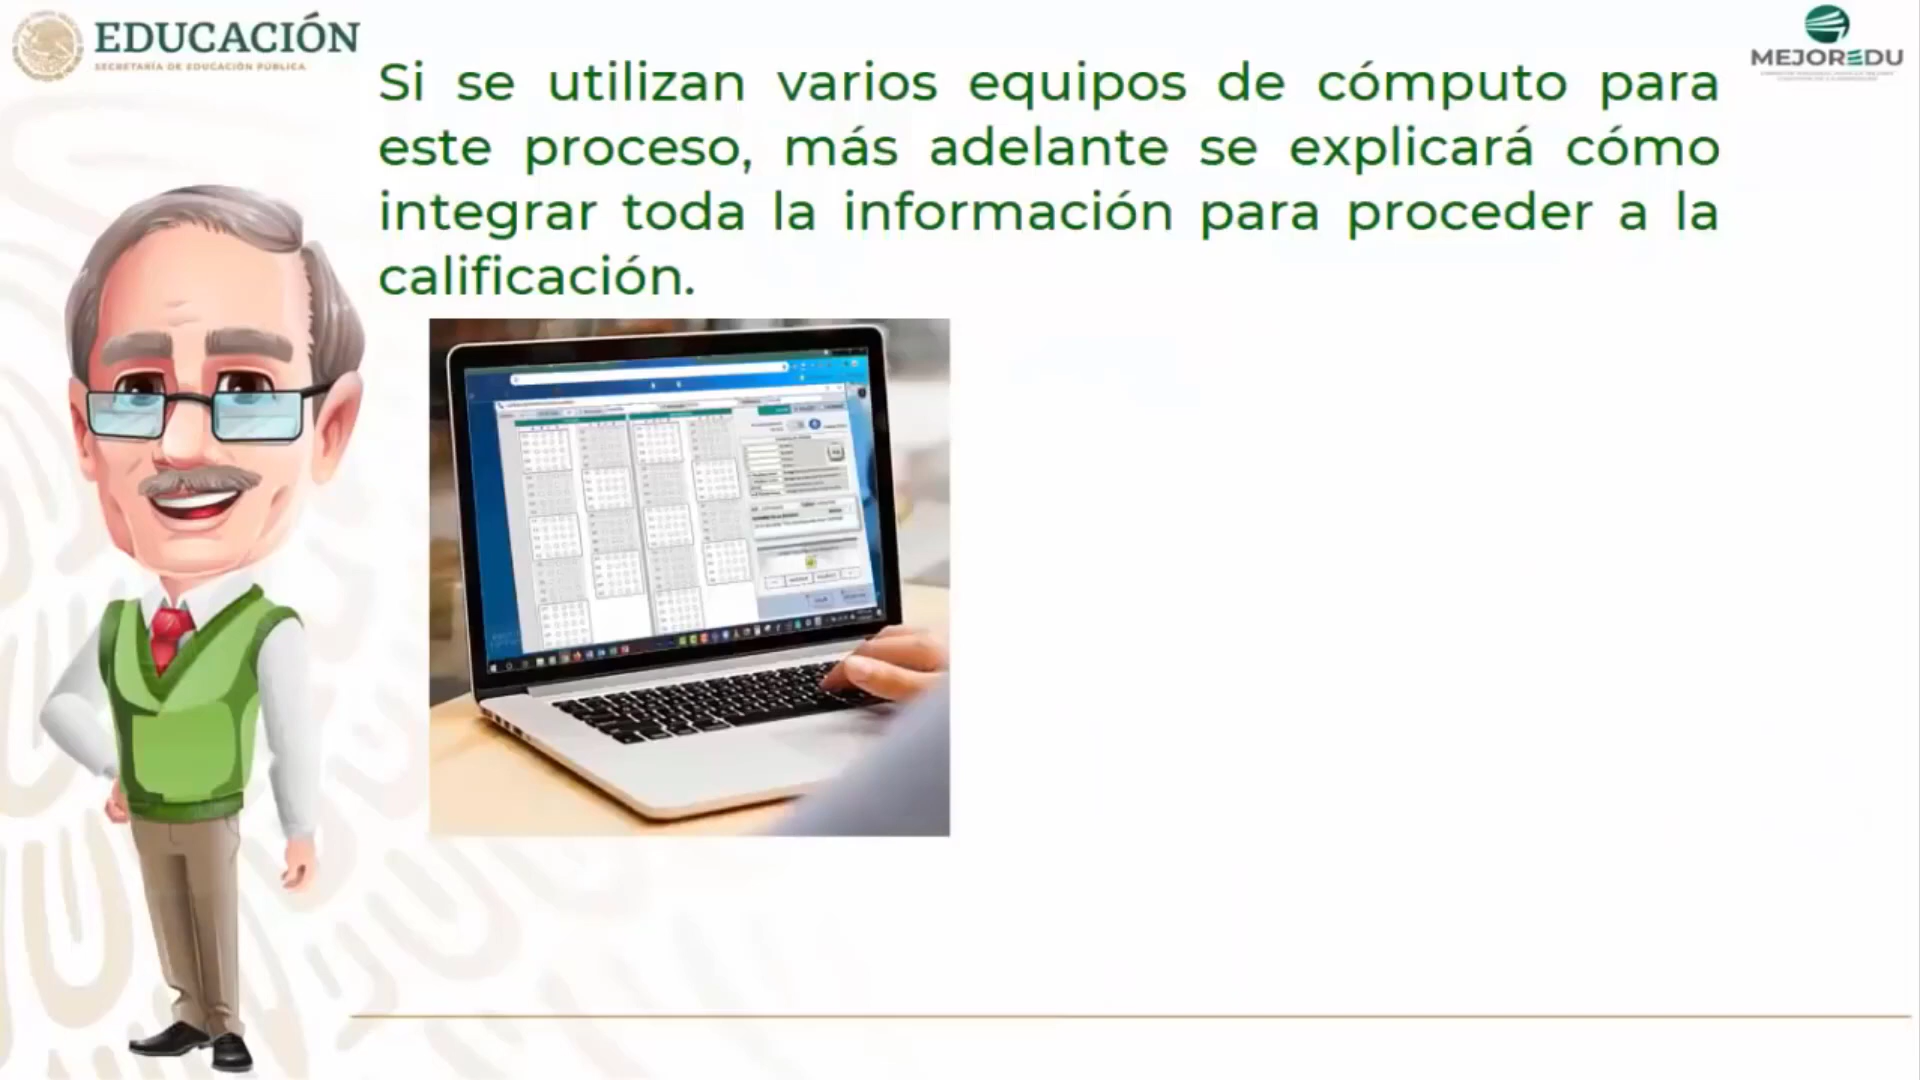 EDUCACIÓN
SECRETARÍA DE EDUCACIÓN PÚBLICA
MEJOREDU
Si se utilizan varios equipos de cómputo para
este proceso, más adelante se explicará cómo
integrar toda la información para proceder a la
calificación.